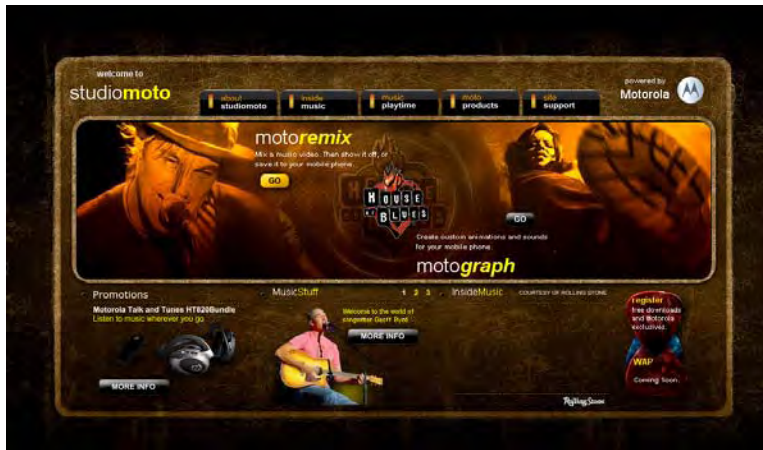 welcome to
studiomoto
about
studiomoto
inside
music
music
playtime
moto
products
site
support
powered by
Motorola
motoremix
Mix a music video. Then show it off, or
save it to your mobile phone.
GO
HOUSE
OF BLUES
GO
Create custom animations and sounds
for your mobile phone.
motograph
Promotions
Motorola Talk and Tunes HT820Bundle
Listen to music wherever you go.
MORE INFO
MusicStuff
1 2 3
Welcome to the world of
songwriter Geoff Byrd
MORE INFO
InsideMusic
COURTESY OF ROLLING STONE
Rolling Stone
register
free downloads
and Motorola
exclusives.
WAP
Coming Soon.